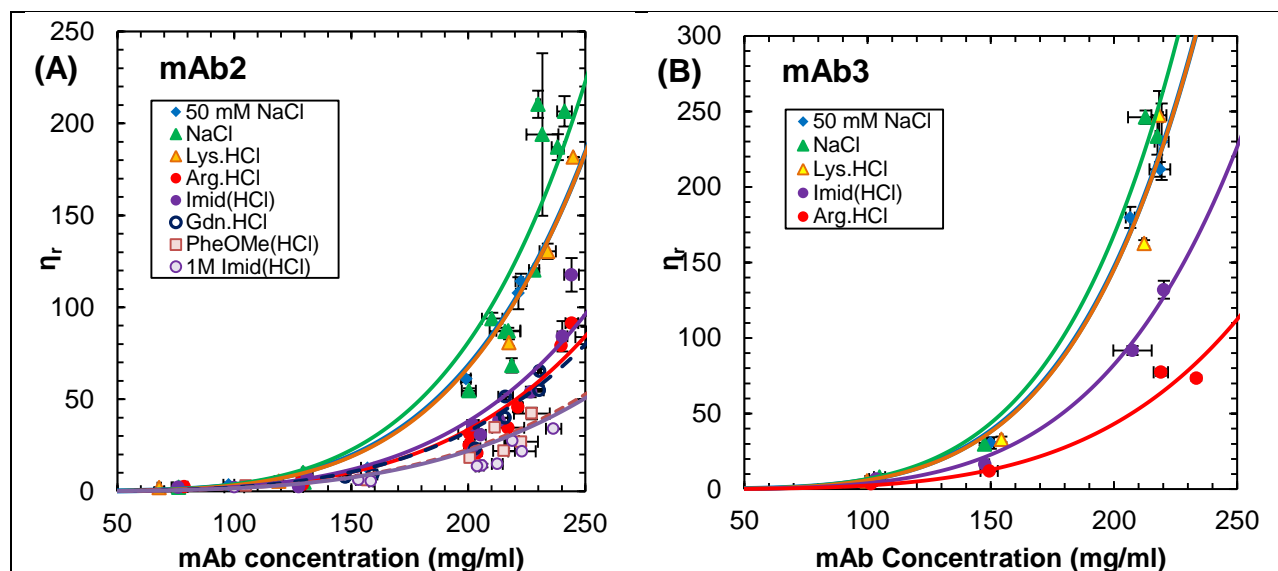 (A) mAb2
50 mM NaCl
NaCl
Lys.HCl
Arg.HCl
Imid(HCl)
Gdn.HCl
PheOMe(HCl)
1M Imid(HCl)
250
200
150
100
50
0
ηr
50 100 150 200 250
mAb concentration (mg/ml)
(B) mAb3
50 mM NaCl
NaCl
Lys.HCl
Imid(HCl)
Arg.HCl
300
250
200
150
100
50
0
ηr
50 100 150 200 250
mAb Concentration (mg/ml)